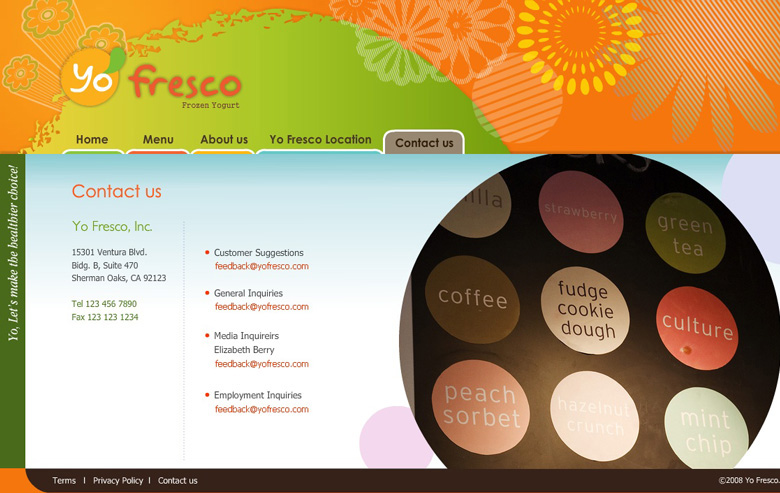 Yo fresco
Frozen Yogurt
Home Menu About us Yo Fresco Location Contact us
Yo, Let's make the healthier choice!
Contact us
Yo Fresco, Inc.
15301 Ventura Blvd.
Bldg. B, Suite 470
Sherman Oaks, CA 92123
Tel 123 456 7890
Fax 123 123 1234
Customer Suggestions
feedback@yofresco.com
General Inquiries
feedback@yofresco.com
Media Inquireirs
Elizabeth Berry
feedback@yofresco.com
Employment Inquiries
feedback@yofresco.com
strawberry
green
tea
coffee
fudge
cookie
dough
culture
peach
sorbet
hazelnut
crunch
mint
chip
Terms I Privacy Policy I Contact us
©2008 Yo Fresco